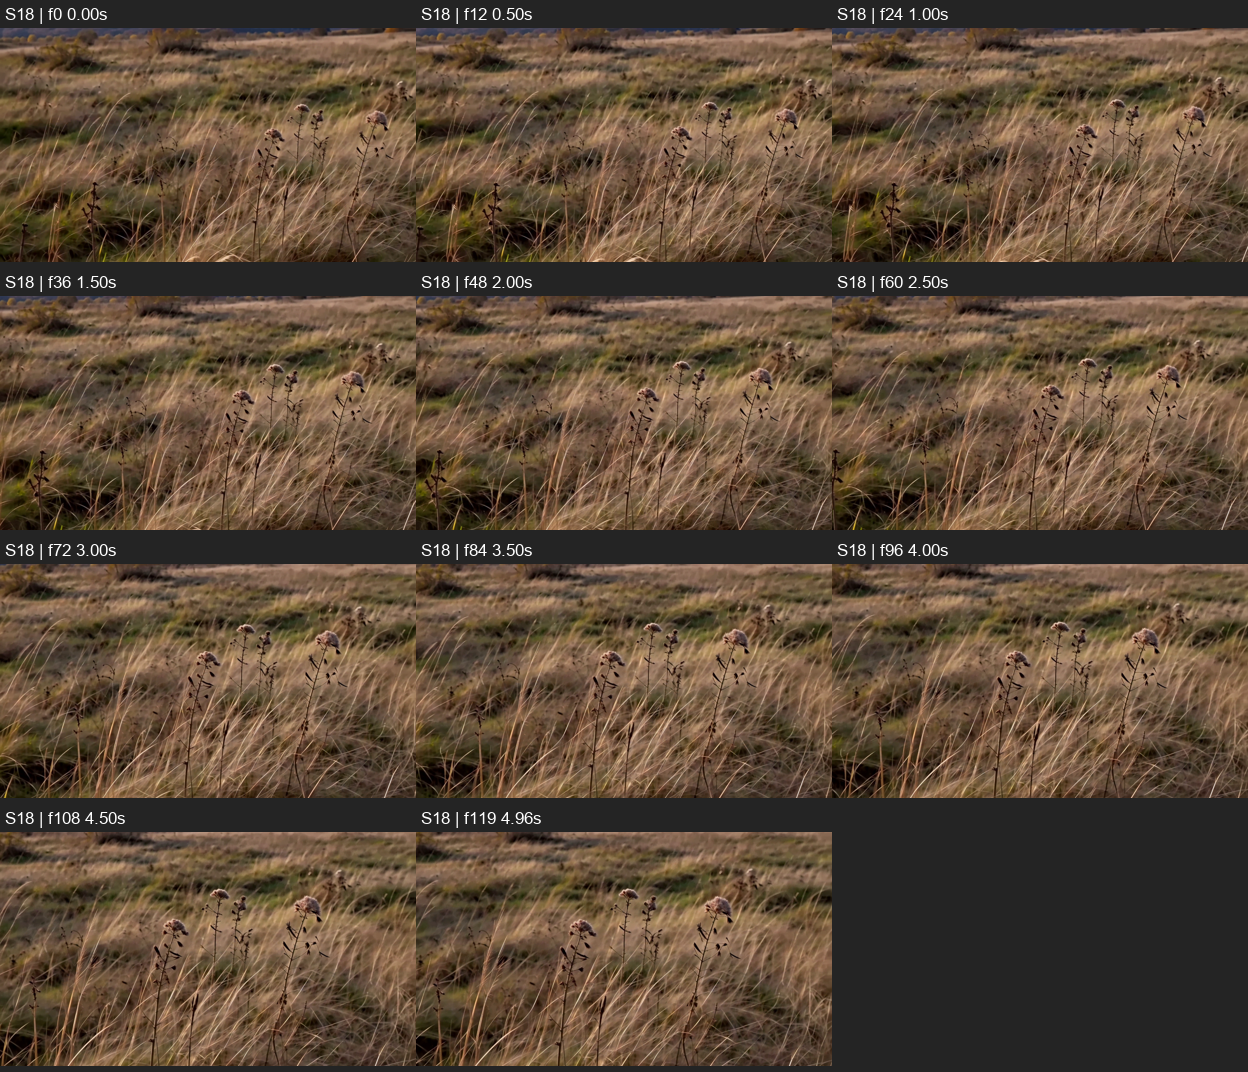 S18 | f0 0.00s
S18 | f12 0.50s
S18 | f24 1.00s
S18 | f36 1.50s
S18 | f48 2.00s
S18 | f60 2.50s
S18 | f72 3.00s
S18 | f84 3.50s
S18 | f96 4.00s
S18 | f108 4.50s
S18 | f119 4.96s